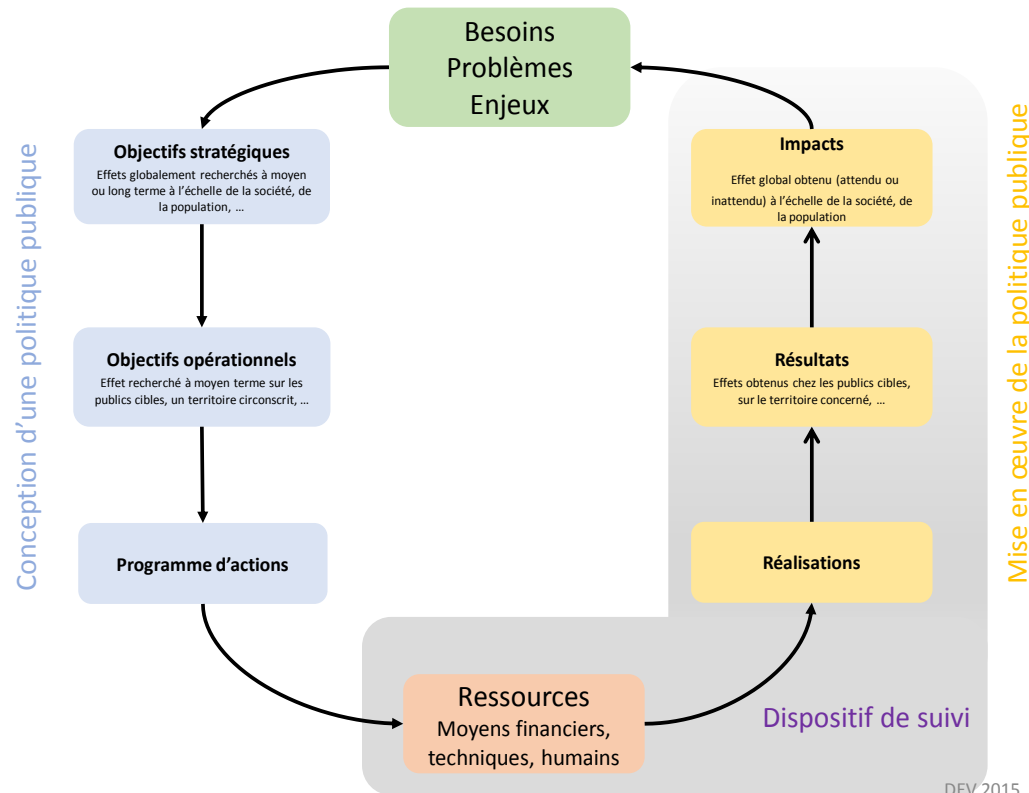 Besoins
Problèmes
Enjeux
Conception d'une politique publique
Objectifs stratégiques
Effets globalement recherchés à moyen
ou long terme à l'échelle de la société, de
la population, ...
Objectifs opérationnels
Effet recherché à moyen terme sur les
publics cibles, un territoire circonscrit, ...
Programme d'actions
Ressources
Moyens financiers,
techniques, humains
Impacts
Effet global obtenu (attendu ou
inattendu) à l'échelle de la société, de
la population
Résultats
Effets obtenus chez les publics cibles,
sur le territoire concerné, ...
Réalisations
Mise en œuvre de la politique publique
Dispositif de suivi
DEV 2015